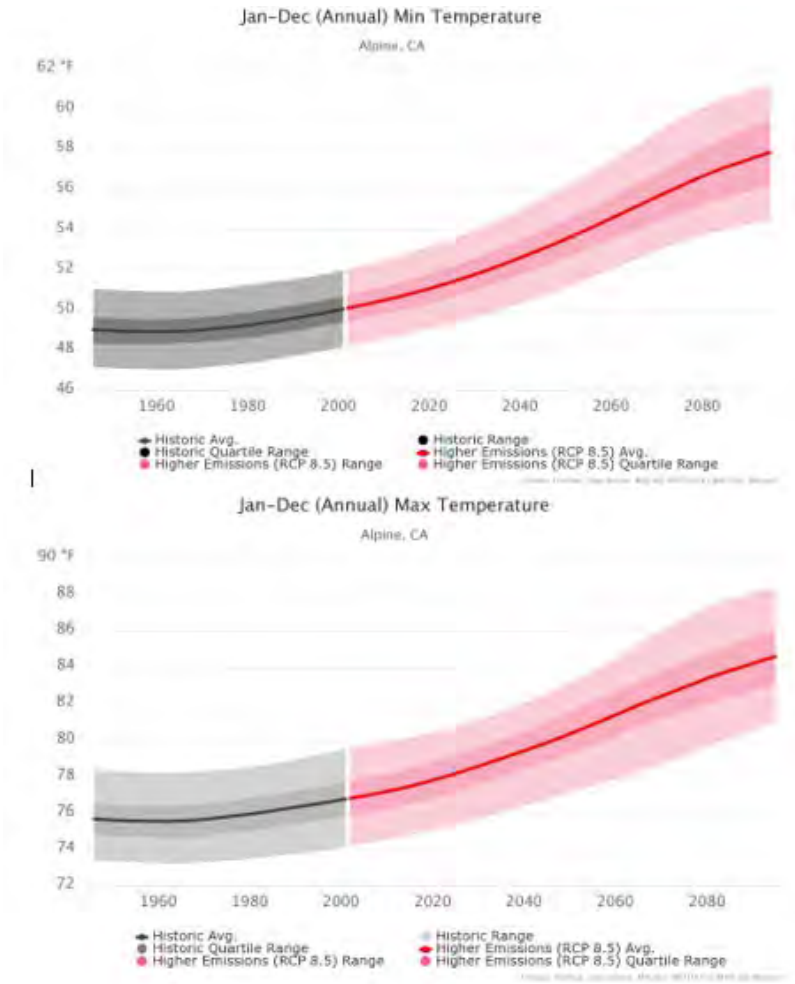 Jan-Dec (Annual) Min Temperature
Alpine, CA
62 °F
60
58
56
54
52
50
48
46
1960 1980 2000 2020 2040 2060 2080
Historic Avg. Historic Range
Historic Quartile Range Higher Emissions (RCP 8.5) Avg.
Higher Emissions (RCP 8.5) Range Higher Emissions (RCP 8.5) Quartile Range
Jan-Dec (Annual) Max Temperature
Alpine, CA
90 °F
88
86
84
82
80
78
76
74
72
1960 1980 2000 2020 2040 2060 2080
Historic Avg. Historic Range
Historic Quartile Range Higher Emissions (RCP 8.5) Avg.
Higher Emissions (RCP 8.5) Range Higher Emissions (RCP 8.5) Quartile Range